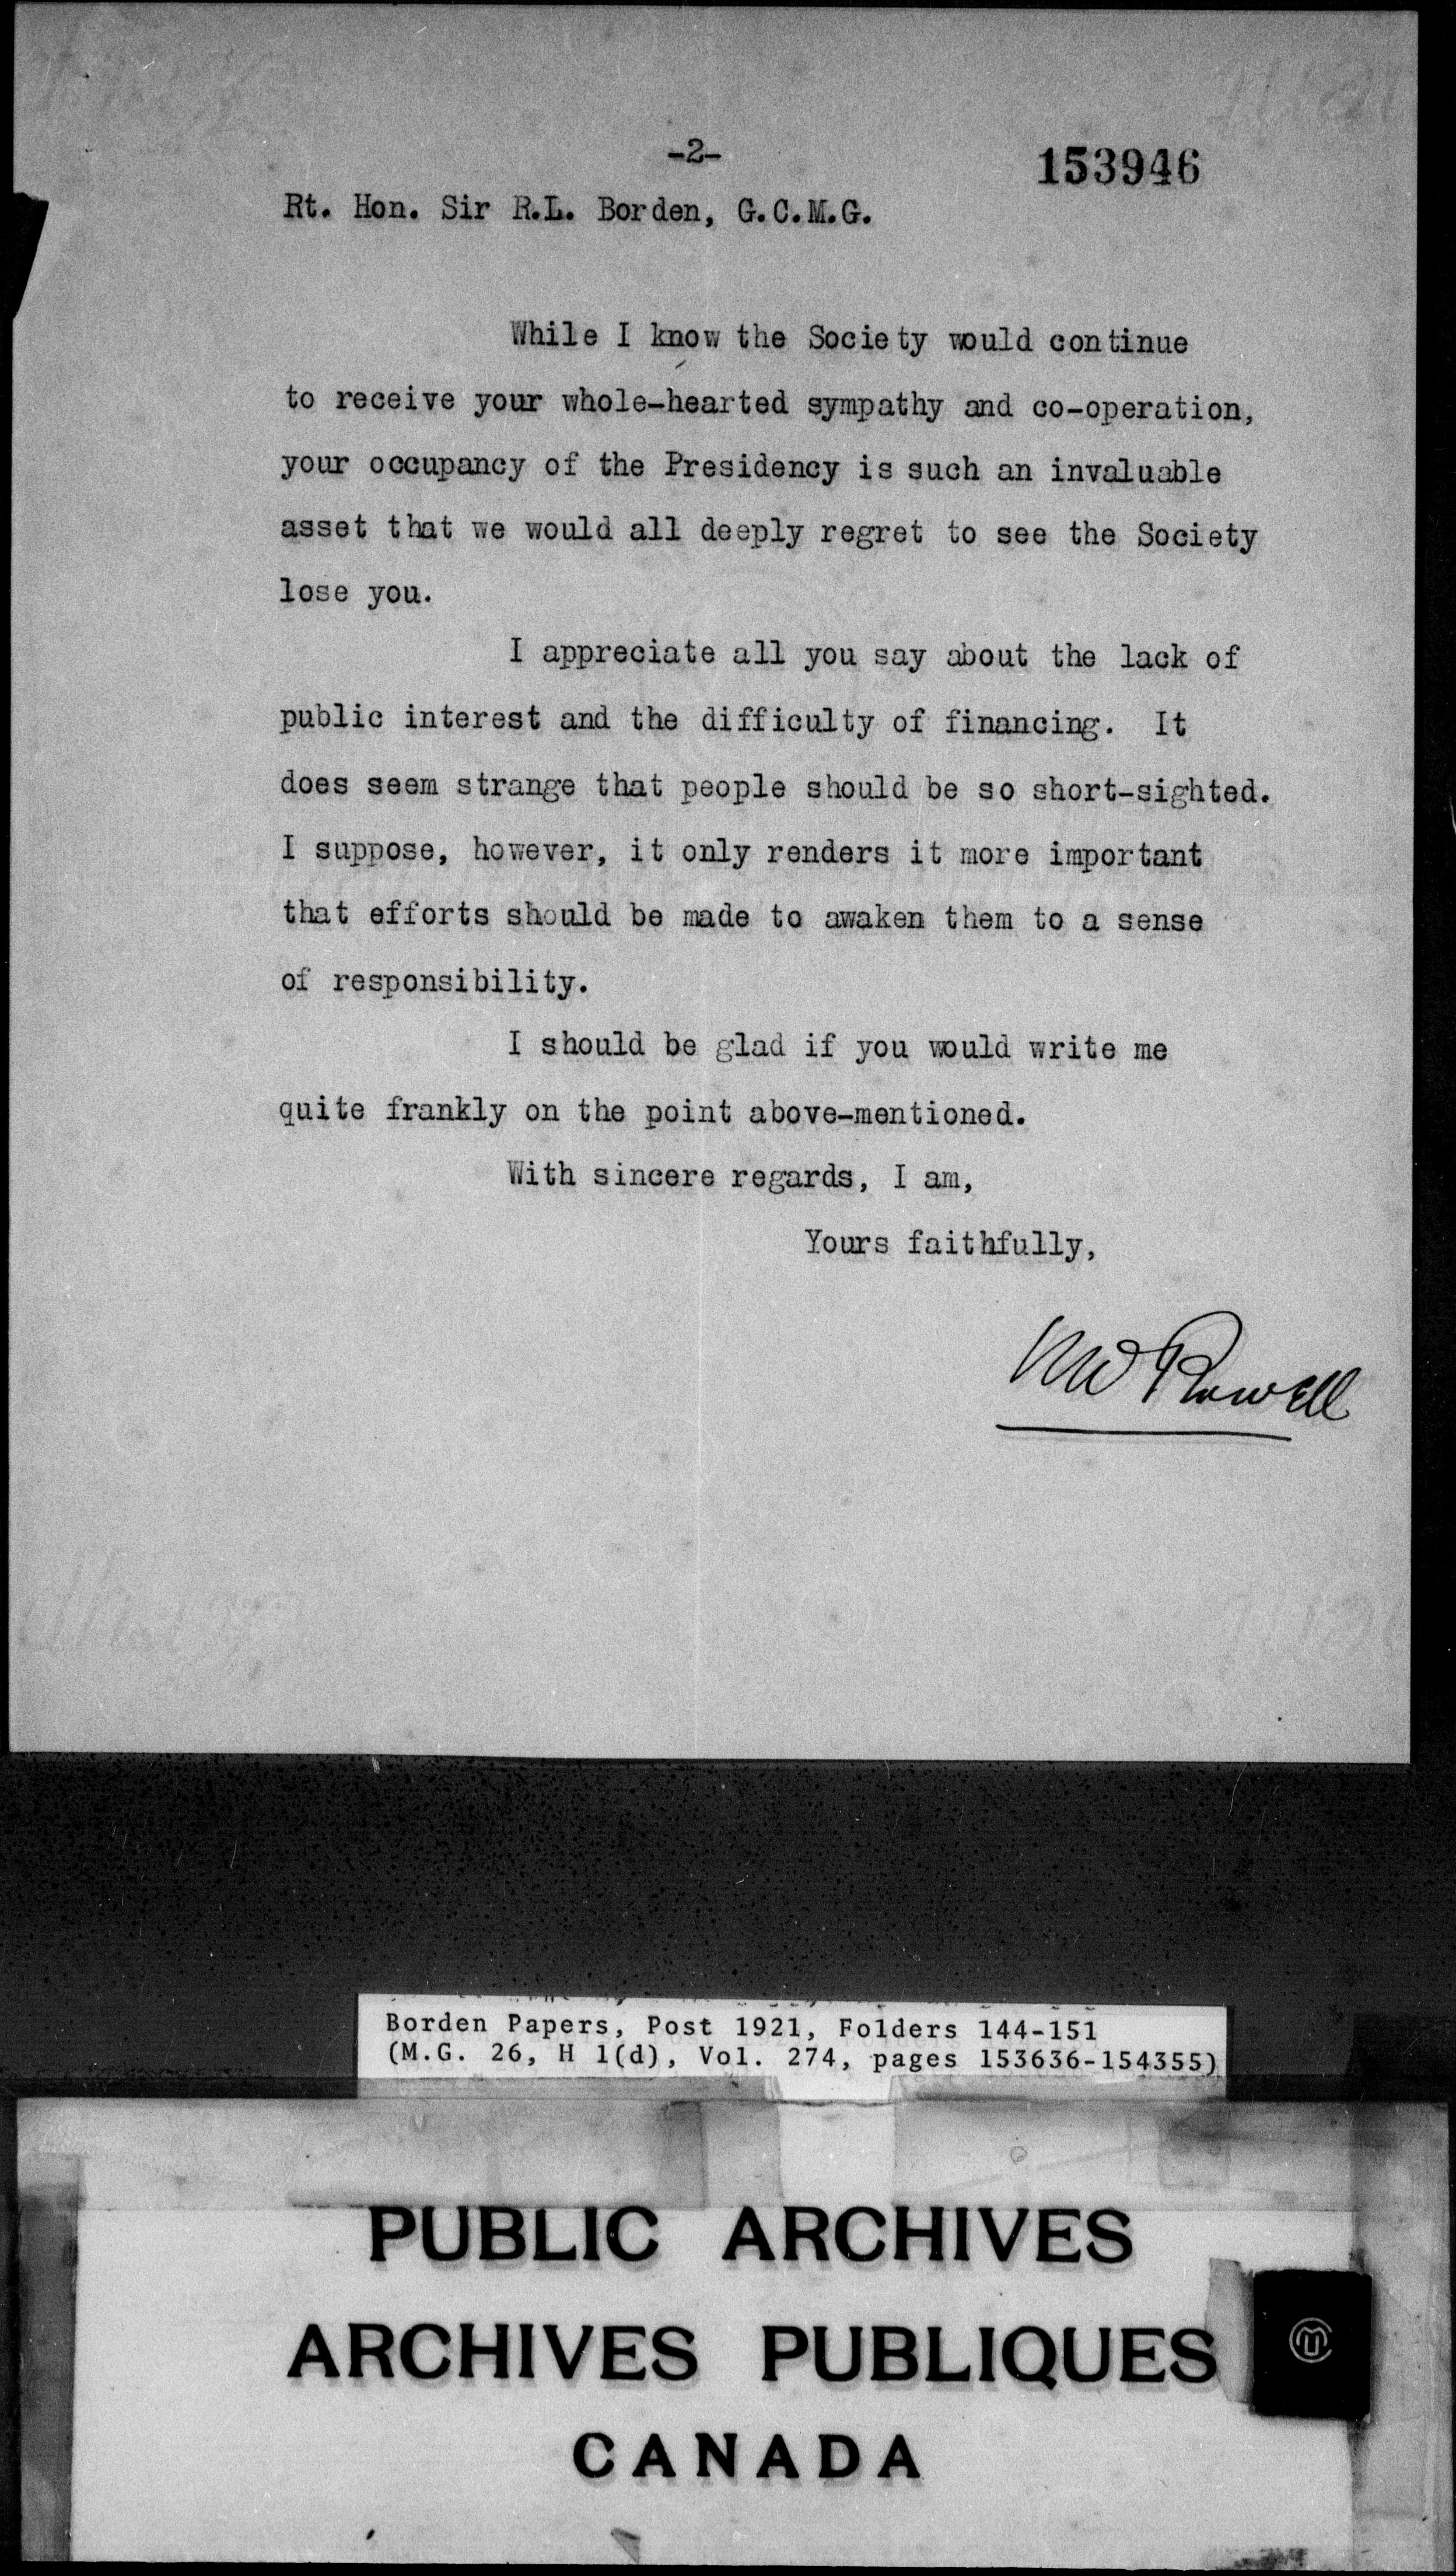 -2-
153946
Rt. Hon. Sir R.L. Borden, G.C.M.G.
While I know the Society would continue
to receive your whole-hearted sympathy and co-operation,
your occupancy of the Presidency is such an invaluable
asset that we would all deeply regret to see the Society
lose you.
I appreciate all you say about the lack of
public interest and the difficulty of financing. It
does seem strange that people should be so short-sighted.
I suppose, however, it only renders it more important
that efforts should be made to awaken them to a sense
of responsibility.
I should be glad if you would write me
quite frankly on the point above-mentioned.
With sincere regards, I am,
Yours faithfully,
NW Rowell
Borden Papers, Post 1921, Folders 144-151
(M.G. 26, H 1(d), Vol. 274, pages 153636-154355)
PUBLIC ARCHIVES
ARCHIVES PUBLIQUES
CANADA